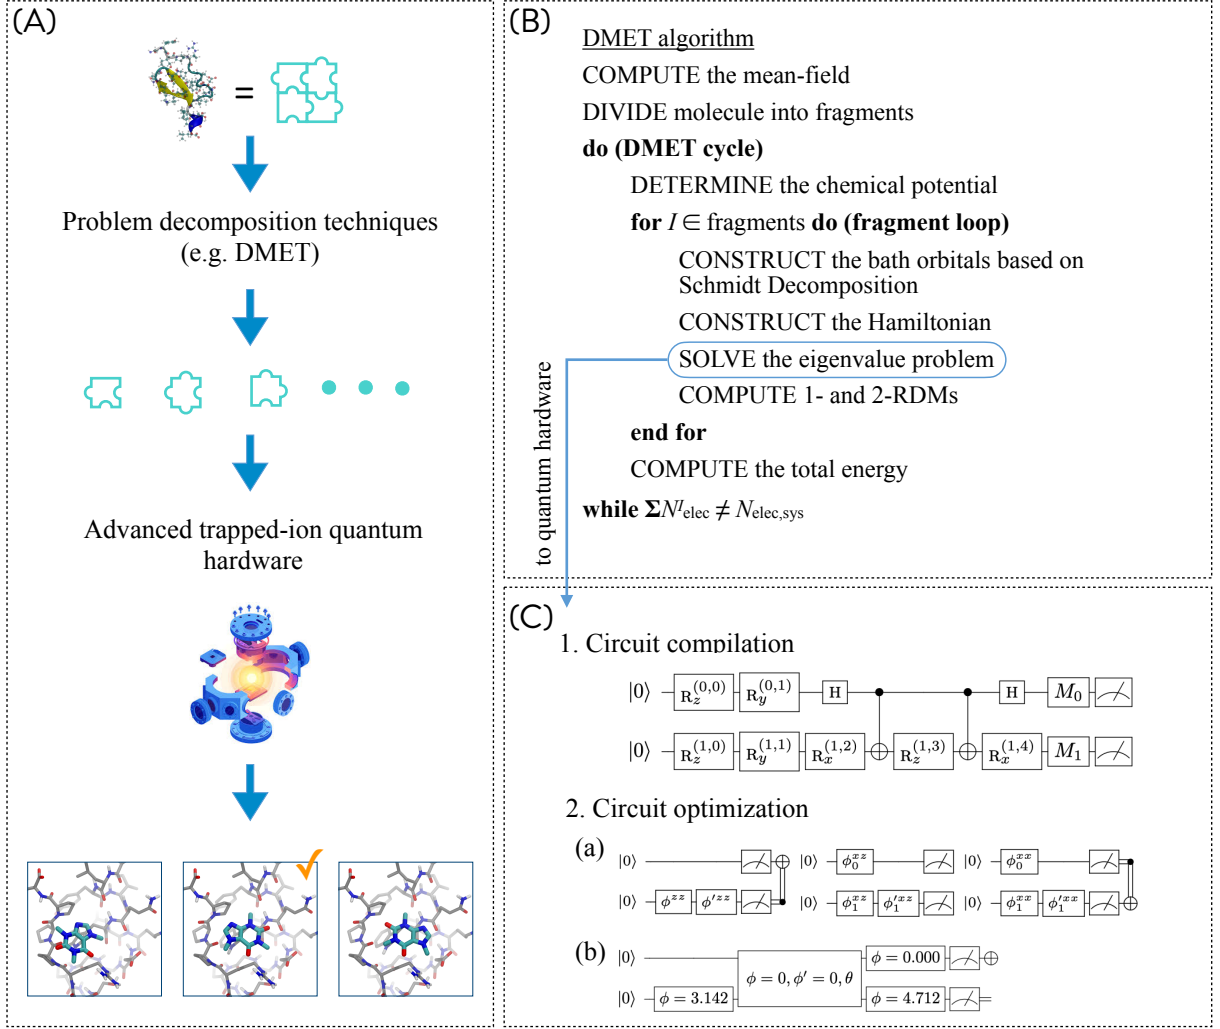 (A)
=
Problem decomposition techniques
(e.g. DMET)
Advanced trapped-ion quantum
hardware
(B)
DMET algorithm
COMPUTE the mean-field
DIVIDE molecule into fragments
do (DMET cycle)
DETERMINE the chemical potential
for I ∈ fragments do (fragment loop)
CONSTRUCT the bath orbitals based on
Schmidt Decomposition
CONSTRUCT the Hamiltonian
SOLVE the eigenvalue problem
COMPUTE 1- and 2-RDMs
end for
COMPUTE the total energy
while ΣN^I_elec ≠ N_elec,sys
to quantum hardware
(C)
1. Circuit compilation
|0⟩ R_z^(0,0) R_y^(0,1) H H M_0
|0⟩ R_z^(1,0) R_y^(1,1) R_x^(1,2) R_z^(1,3) R_x^(1,4) M_1
2. Circuit optimization
(a)
|0⟩ |0⟩ ϕ_0^xz |0⟩ ϕ_0^xx
|0⟩ ϕ^zz ϕ'^zz |0⟩ ϕ_1^xz ϕ'_1^xz |0⟩ ϕ_1^xx ϕ'_1^xx
(b)
|0⟩ ϕ = 0.000
ϕ = 0, ϕ' = 0, θ
|0⟩ ϕ = 3.142 ϕ = 4.712